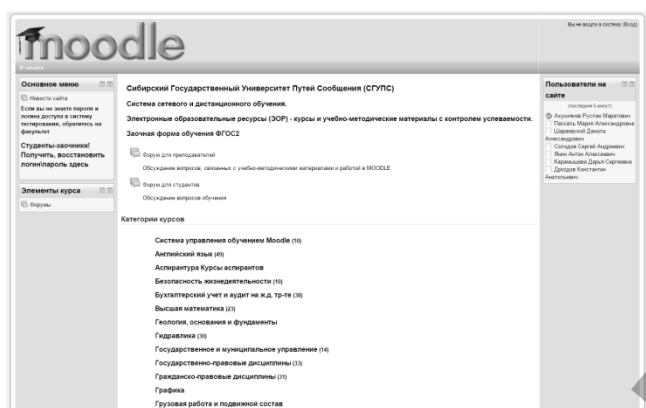 Вы не вошли в систему (Вход)
moodle
В начало
Основное меню
Новости сайта
Если вы не знаете пароля и
логина доступа в систему
тестирования, обратитесь на
факультет.
Студенты-заочники!
Получить, восстановить
логин\пароль здесь
Элементы курса
Форумы
Сибирский Государственный Университет Путей Сообщения (СГУПС)
Система сетевого и дистанционного обучения.
Электронные образовательные ресурсы (ЭОР) - курсы и учебно-методические материалы с контролем успеваемости.
Заочная форма обучения ФГОС2
Форум для преподавателей
Обсуждение вопросов, связанных с учебно-методическими материалами и работой в MOODLE
Форум для студентов
Обсуждение вопросов обучения
Категории курсов
Система управления обучением Moodle (10)
Английский язык (49)
Аспирантура Курсы аспирантов
Безопасность жизнедеятельности (10)
Бухгалтерский учет и аудит на ж.д. тр-те (38)
Высшая математика (23)
Геология, основания и фундаменты
Гидравлика (30)
Государственное и муниципальное управление (14)
Государственно-правовые дисциплины (33)
Гражданско-правовые дисциплины (31)
Графика
Грузовая работа и подвижной состав
Пользователи на
сайте
(последние 5 минут)
Руслан Маратович
Мария Александровна
Данила
Александрович
Солодов Сергей Андреевич
Янин Антон Алексеевич
Карамышева Дарья Сергеевна
Дроздов Константин
Анатольевич